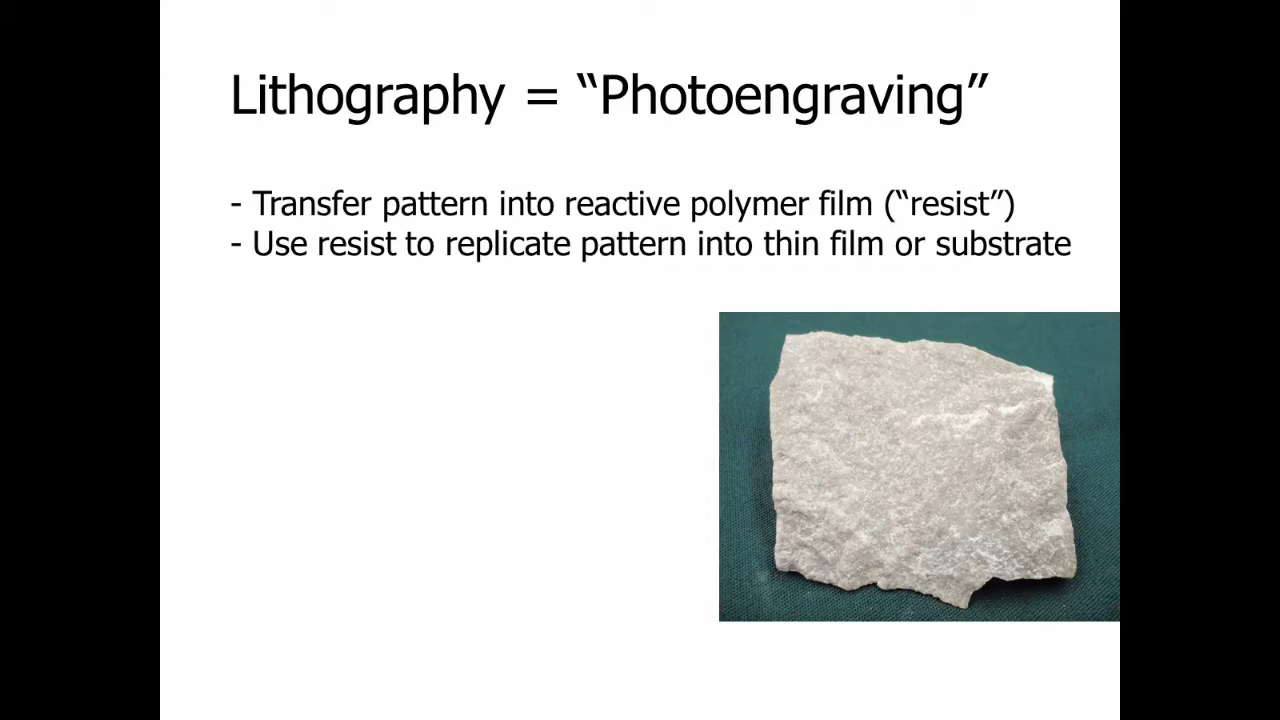 Lithography = “Photoengraving”
- Transfer pattern into reactive polymer film (“resist”)
- Use resist to replicate pattern into thin film or substrate